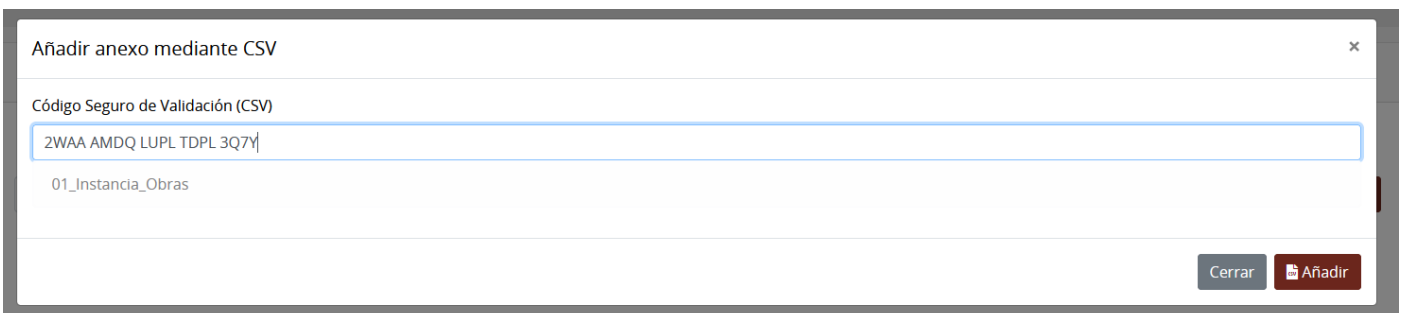 Añadir anexo mediante CSV ×
Código Seguro de Validación (CSV)
2WAA AMDQ LUPL TDPL 3Q7Y
01_Instancia_Obras
Cerrar Añadir